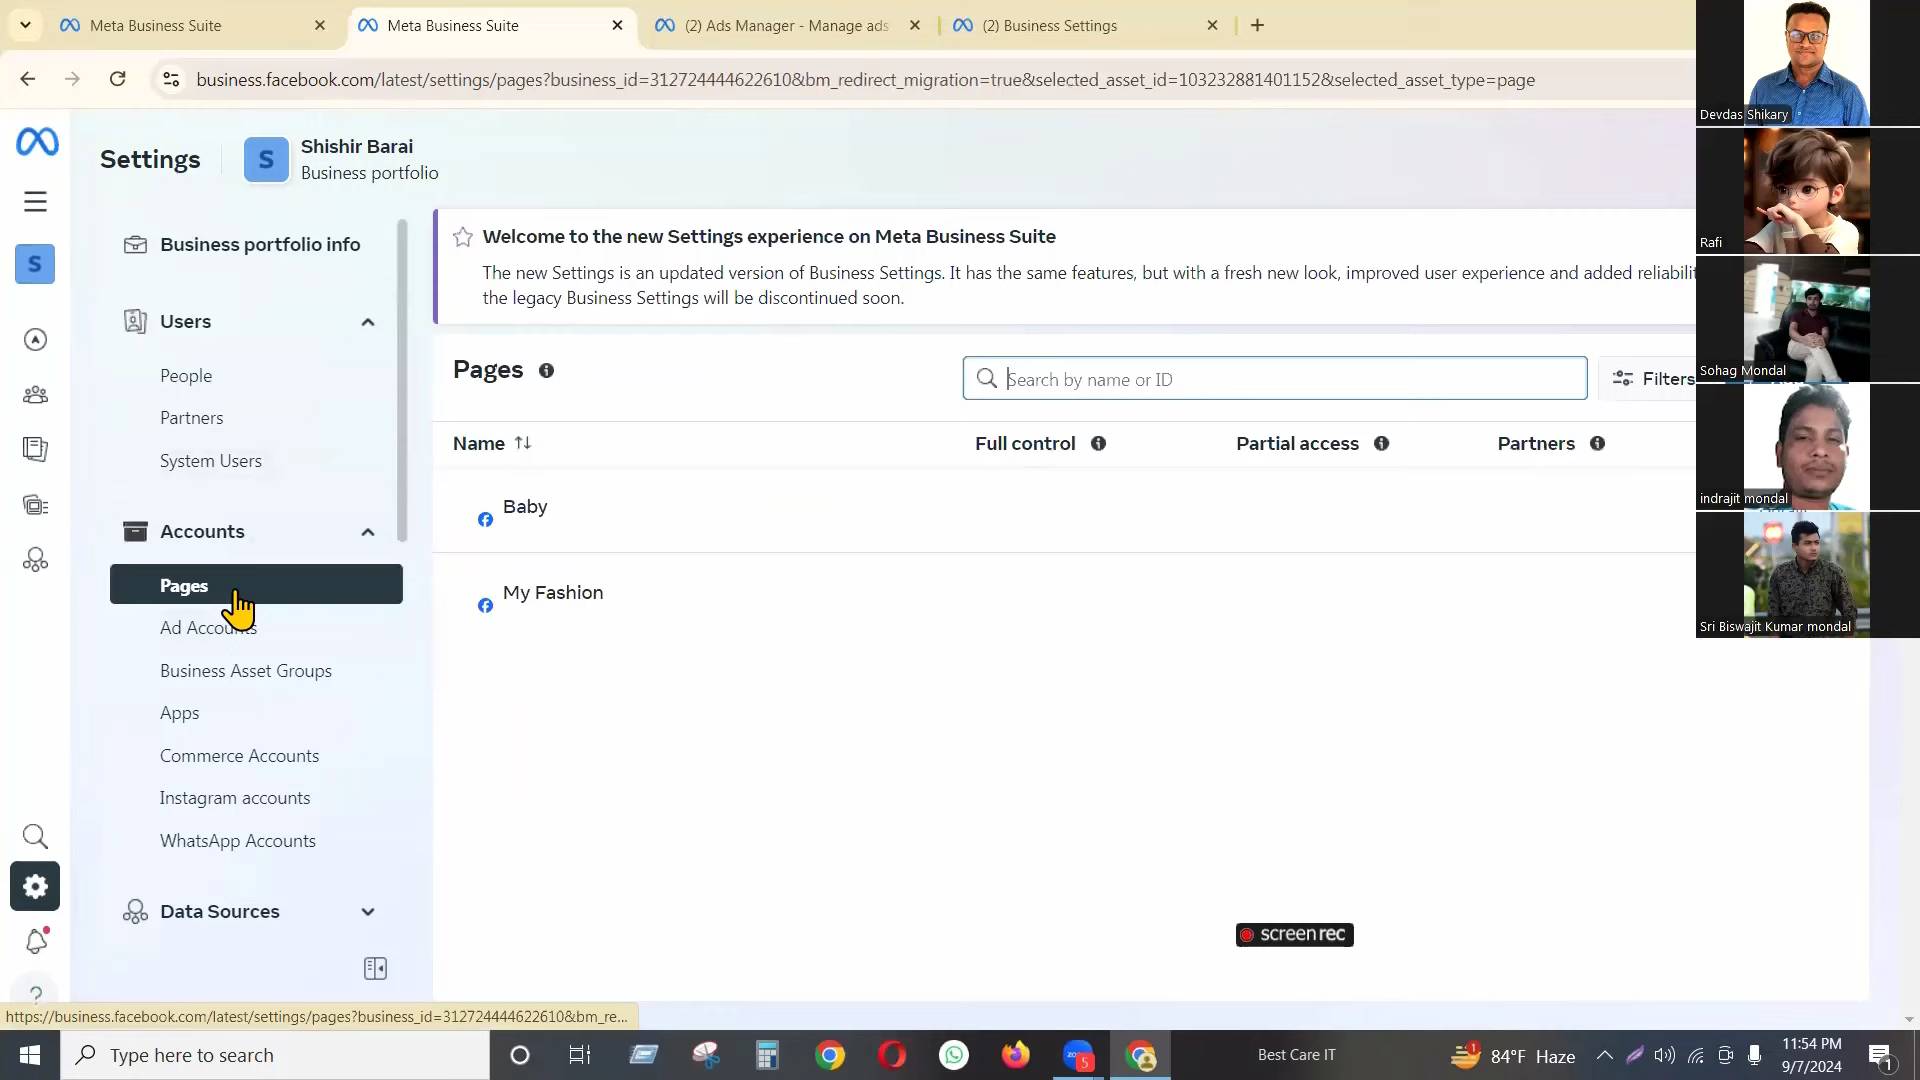 Meta Business Suite
Meta Business Suite
(2) Ads Manager - Manage ads
(2) Business Settings
business.facebook.com/latest/settings/pages?business_id=312724444622610&bm_redirect_migration=true&selected_asset_id=103232881401152&selected_asset_type=page
Settings
S
Shishir Barai
Business portfolio
S
Business portfolio info
Users
People
Partners
System Users
Accounts
Pages
Ad Accounts
Business Asset Groups
Apps
Commerce Accounts
Instagram accounts
WhatsApp Accounts
Data Sources
Welcome to the new Settings experience on Meta Business Suite
The new Settings is an updated version of Business Settings. It has the same features, but with a fresh new look, improved user experience and added reliabilit
the legacy Business Settings will be discontinued soon.
Pages
Search by name or ID
Filters
Name
Full control
Partial access
Partners
Baby
My Fashion
screenrec
Devdas Shikary
Rafi
Sohag Mondal
indrajit mondal
Sri Biswajit Kumar mondal
?
https://business.facebook.com/latest/settings/pages?business_id=312724444622610&bm_re...
Type here to search
5
Best Care IT
1
84°F Haze
11:54 PM
9/7/2024
1